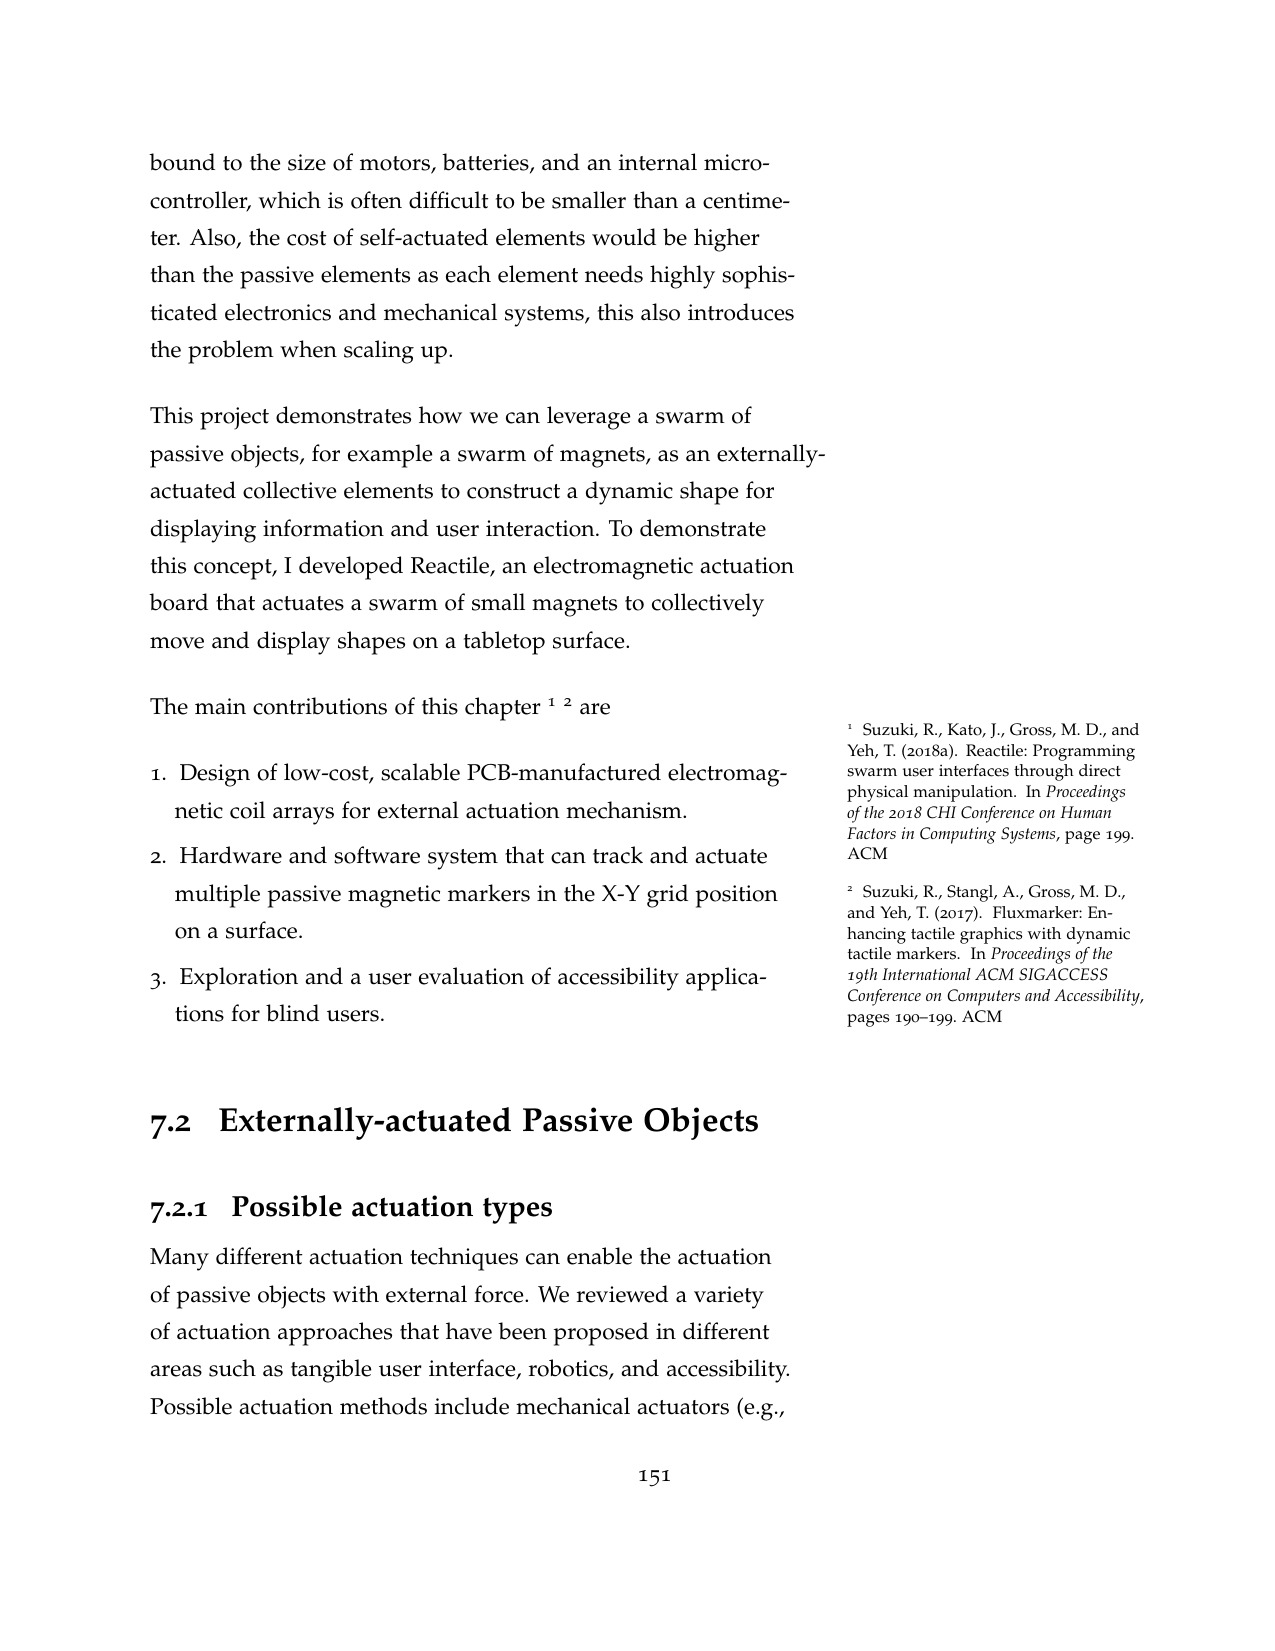 bound to the size of motors, batteries, and an internal micro-
controller, which is often difficult to be smaller than a centime-
ter. Also, the cost of self-actuated elements would be higher
than the passive elements as each element needs highly sophis-
ticated electronics and mechanical systems, this also introduces
the problem when scaling up.
This project demonstrates how we can leverage a swarm of
passive objects, for example a swarm of magnets, as an externally-
actuated collective elements to construct a dynamic shape for
displaying information and user interaction. To demonstrate
this concept, I developed Reactile, an electromagnetic actuation
board that actuates a swarm of small magnets to collectively
move and display shapes on a tabletop surface.
The main contributions of this chapter ¹ ² are
1. Design of low-cost, scalable PCB-manufactured electromag-
netic coil arrays for external actuation mechanism.
2. Hardware and software system that can track and actuate
multiple passive magnetic markers in the X-Y grid position
on a surface.
3. Exploration and a user evaluation of accessibility applica-
tions for blind users.
¹ Suzuki, R., Kato, J., Gross, M. D., and
Yeh, T. (2018a). Reactile: Programming
swarm user interfaces through direct
physical manipulation. In Proceedings
of the 2018 CHI Conference on Human
Factors in Computing Systems, page 199.
ACM
² Suzuki, R., Stangl, A., Gross, M. D.,
and Yeh, T. (2017). Fluxmarker: En-
hancing tactile graphics with dynamic
tactile markers. In Proceedings of the
19th International ACM SIGACCESS
Conference on Computers and Accessibility,
pages 190–199. ACM
7.2 Externally-actuated Passive Objects
7.2.1 Possible actuation types
Many different actuation techniques can enable the actuation
of passive objects with external force. We reviewed a variety
of actuation approaches that have been proposed in different
areas such as tangible user interface, robotics, and accessibility.
Possible actuation methods include mechanical actuators (e.g.,
151